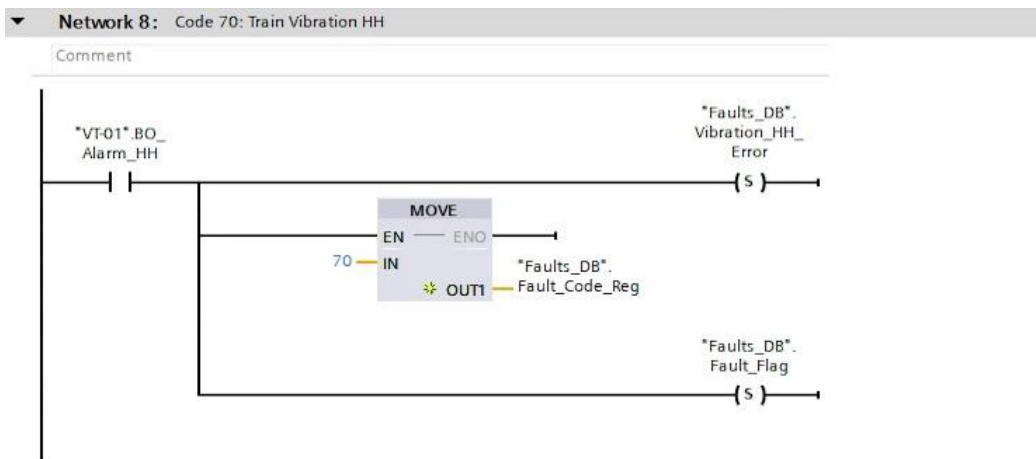 Network 8: Code 70: Train Vibration HH
Comment
"Faults_DB".
Vibration_HH_
Error
"VT-01".BO_
Alarm_HH
S
MOVE
EN ENO
70 IN
"Faults_DB".
OUT1 Fault_Code_Reg
"Faults_DB".
Fault_Flag
S